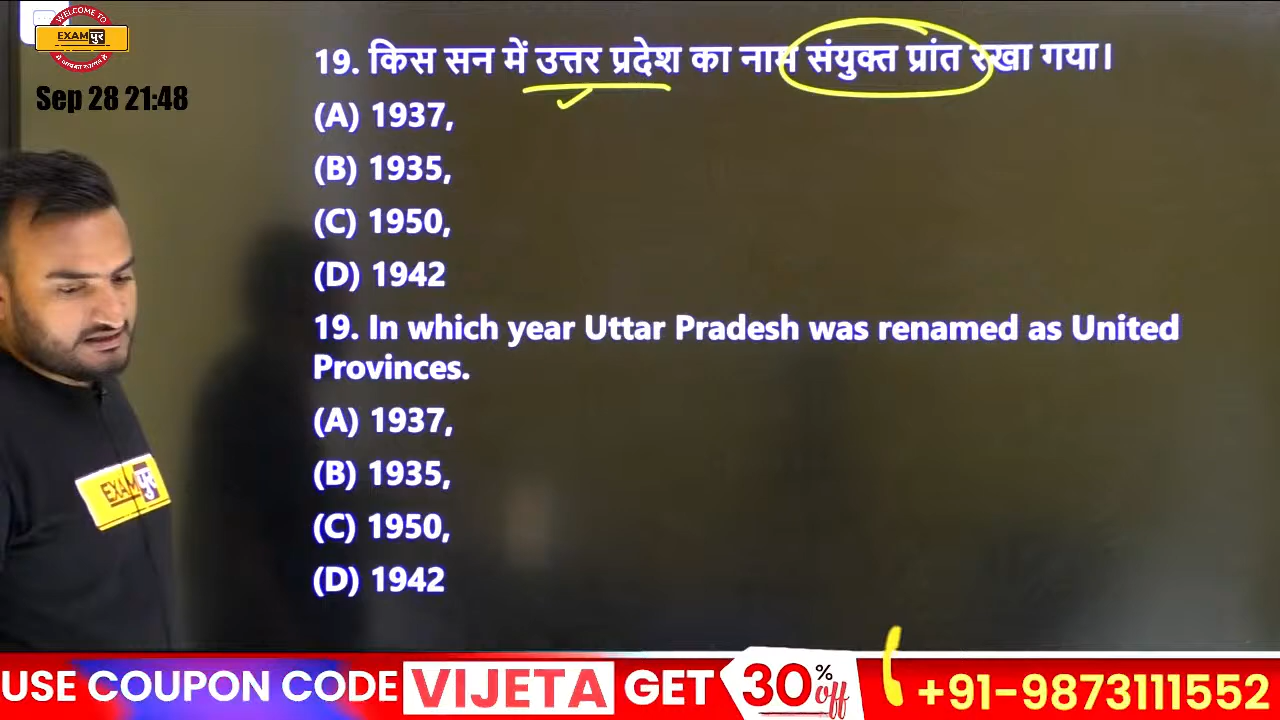 WELCOME TO
EXAMपुर
Sep 28 21:48
19. किस सन में उत्तर प्रदेश का नाम संयुक्त प्रांत रखा गया।
(A) 1937,
(B) 1935,
(C) 1950,
(D) 1942
19. In which year Uttar Pradesh was renamed as United
Provinces.
(A) 1937,
(B) 1935,
(C) 1950,
(D) 1942
EXAMपुर
USE COUPON CODE VIJETA GET 30% off +91-9873111552